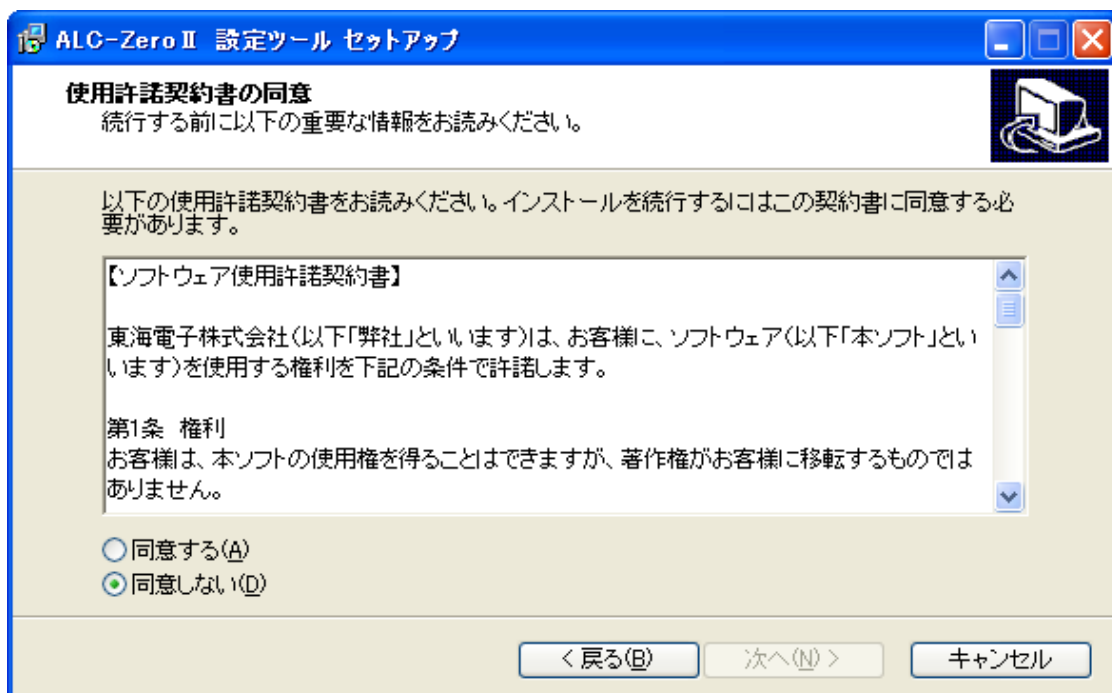 ALC-ZeroⅡ 設定ツール セットアップ
使用許諾契約書の同意
続行する前に以下の重要な情報をお読みください。
以下の使用許諾契約書をお読みください。インストールを続行するにはこの契約書に同意する必
要があります。
【ソフトウェア使用許諾契約書】
東海電子株式会社(以下「弊社」といいます)は、お客様に、ソフトウェア(以下「本ソフト」とい
います)を使用する権利を下記の条件で許諾します。
第1条 権利
お客様は、本ソフトの使用権を得ることはできますが、著作権がお客様に移転するものでは
ありません。
同意する(A)
同意しない(D)
< 戻る(B) 次へ(N) > キャンセル